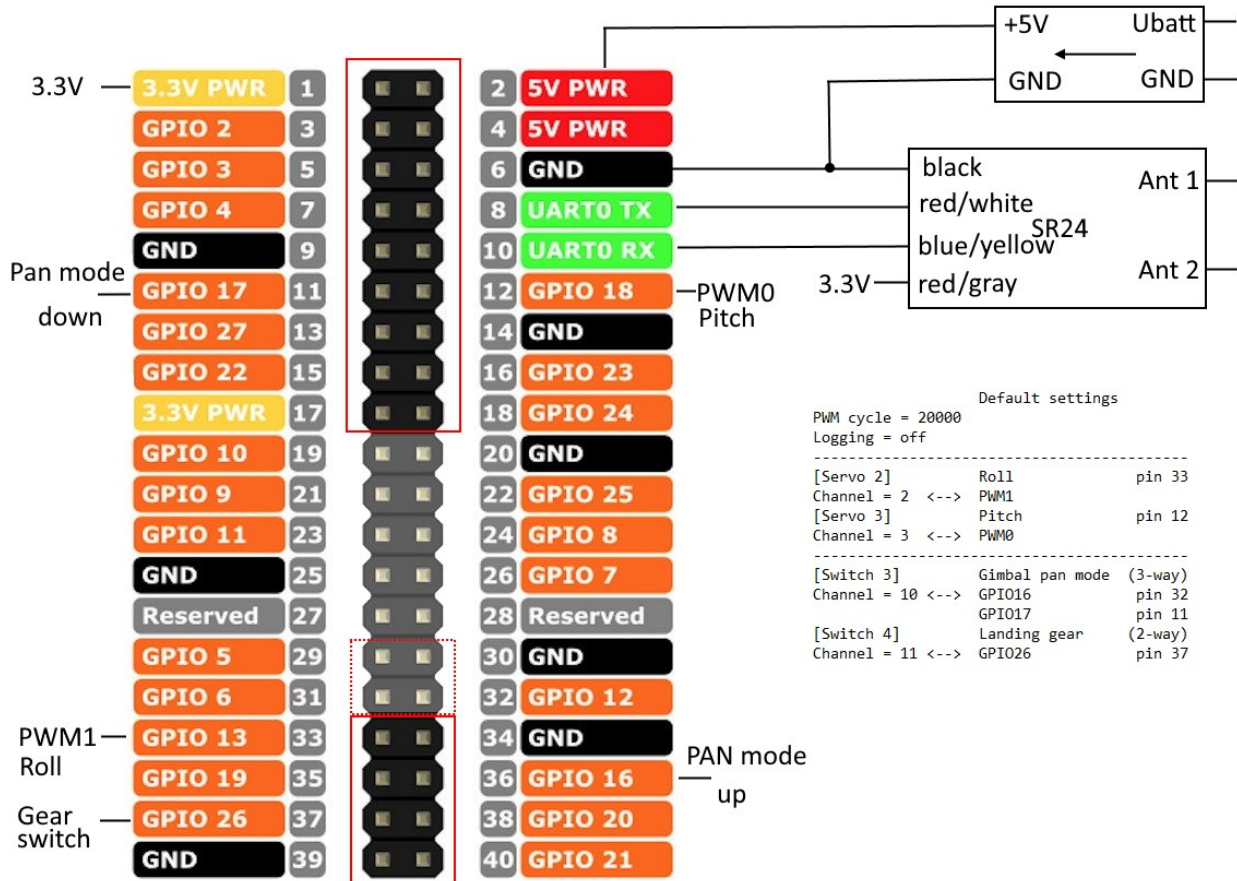 +5V Ubatt
GND GND
3.3V 3.3V PWR 1 2 5V PWR
GPIO 2 3 4 5V PWR
GPIO 3 5 6 GND
GPIO 4 7 8 UART0 TX
GND 9 10 UART0 RX
Pan mode
down
GPIO 17 11 12 GPIO 18
PWM0
Pitch
GPIO 27 13 14 GND
GPIO 22 15 16 GPIO 23
3.3V PWR 17 18 GPIO 24
GPIO 10 19 20 GND
GPIO 9 21 22 GPIO 25
GPIO 11 23 24 GPIO 8
GND 25 26 GPIO 7
Reserved 27 28 Reserved
GPIO 5 29 30 GND
GPIO 6 31 32 GPIO 12
PWM1
Roll
GPIO 13 33 34 GND
GPIO 19 35 36 GPIO 16
PAN mode
up
Gear
switch
GPIO 26 37 38 GPIO 20
GND 39 40 GPIO 21
black
red/white
SR24
blue/yellow
3.3V red/gray
Ant 1
Ant 2
Default settings
PWM cycle = 20000
Logging = off
-----------------------------------------------
[Servo 2] Roll pin 33
Channel = 2 <--> PWM1
[Servo 3] Pitch pin 12
Channel = 3 <--> PWM0
-----------------------------------------------
[Switch 3] Gimbal pan mode (3-way)
Channel = 10 <--> GPIO16 pin 32
GPIO17 pin 11
[Switch 4] Landing gear (2-way)
Channel = 11 <--> GPIO26 pin 37